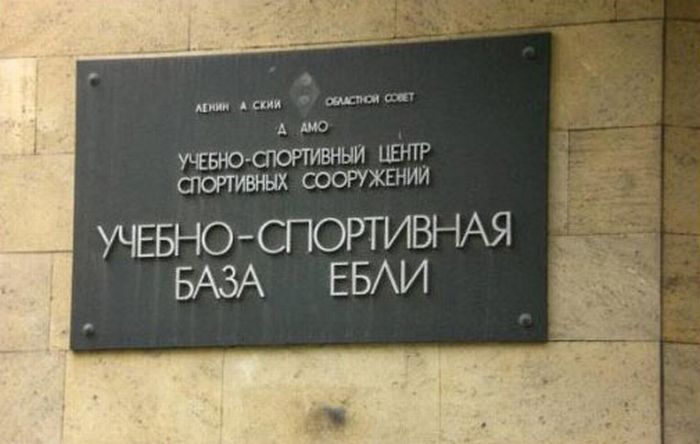 ЛЕНИН А СКИЙ ОБЛАСТНОЙ СОВЕТ
Д АМО
УЧЕБНО-СПОРТИВНЫЙ ЦЕНТР
СПОРТИВНЫХ СООРУЖЕНИЙ
УЧЕБНО-СПОРТИВНАЯ
БАЗА ЕБЛИ